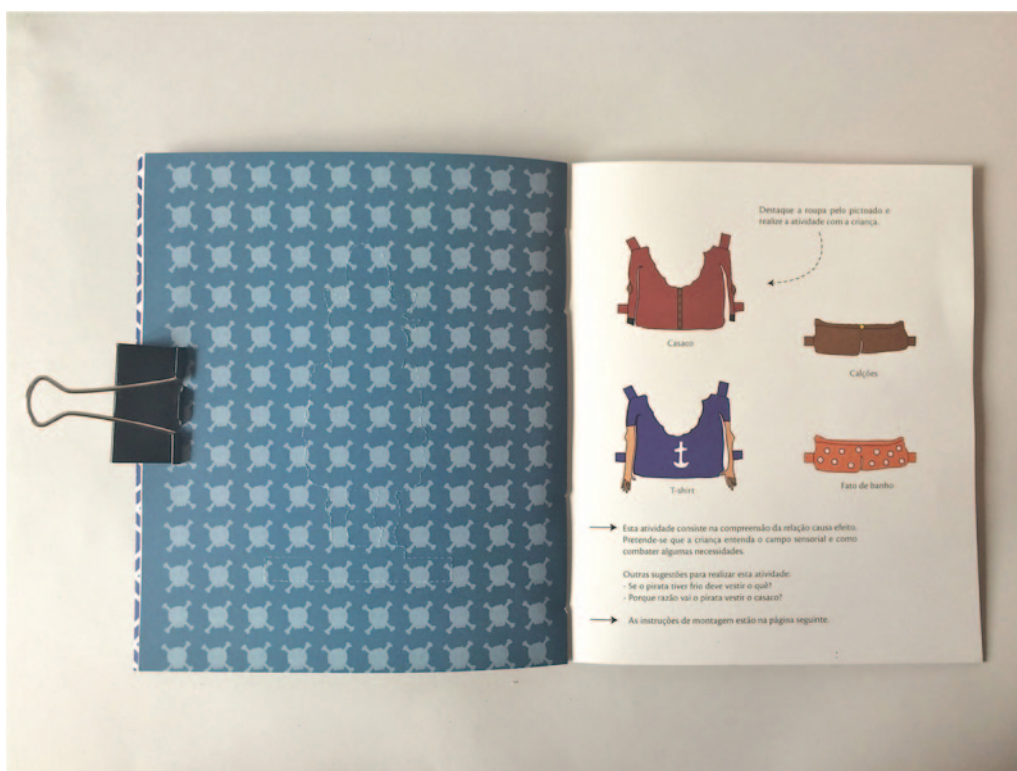 Destaque a roupa pelo pictoado e
realize a atividade com a criança.
Casaco
Calções
T-shirt
Fato de banho
Esta atividade consiste na compreensão da relação causa efeito.
Pretende-se que a criança entenda o campo sensorial e como
combater algumas necessidades.
Outras sugestões para realizar esta atividade:
- Se o pirata tiver frio deve vestir o quê?
- Porque razão vai o pirata vestir o casaco?
As instruções de montagem estão na página seguinte.